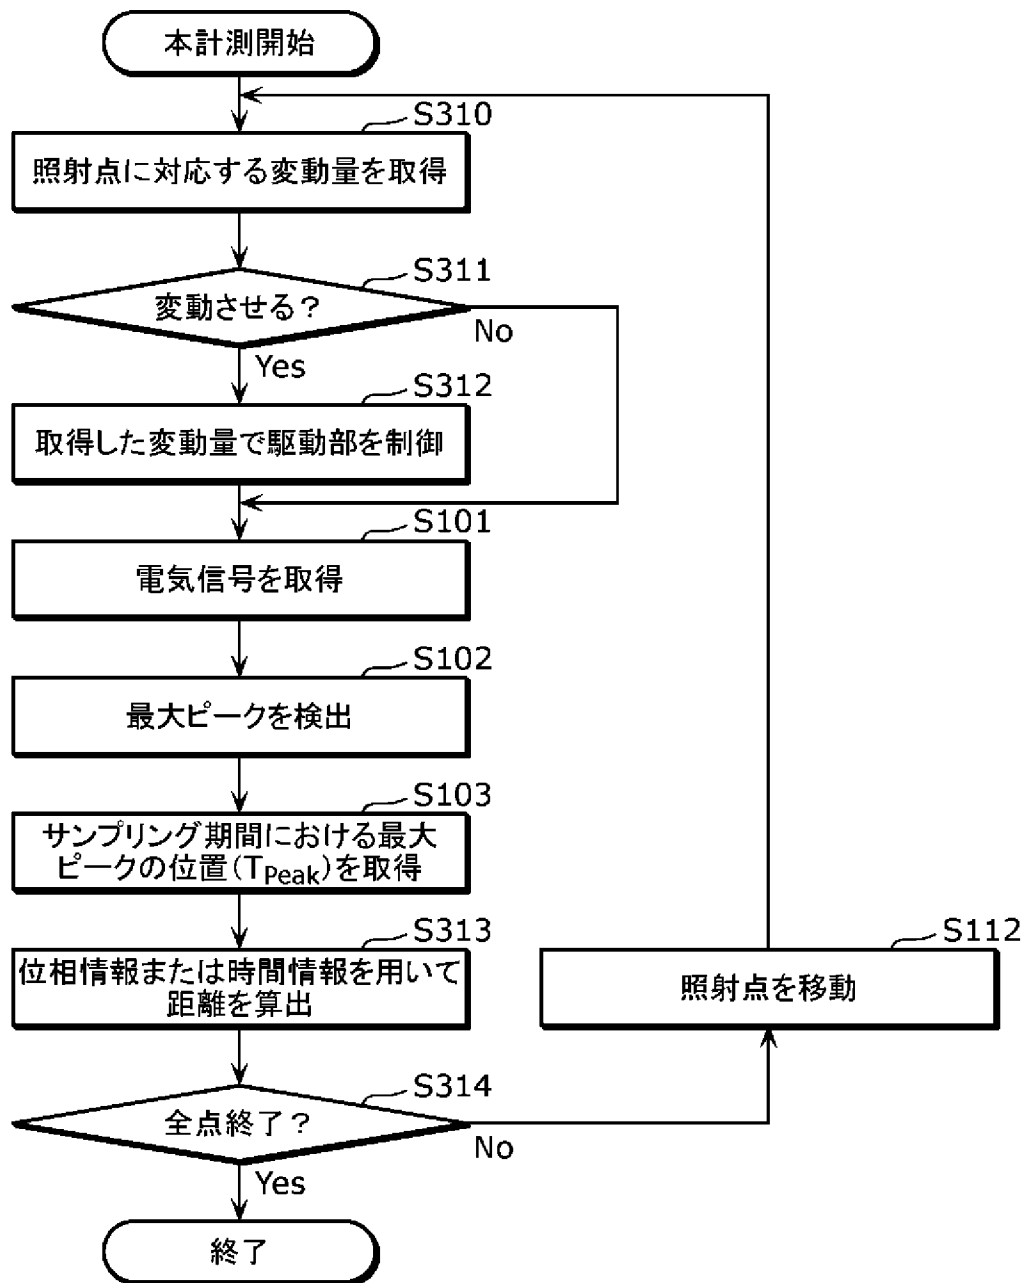 本計測開始
S310
照射点に対応する変動量を取得
S311
変動させる？
No
Yes
S312
取得した変動量で駆動部を制御
S101
電気信号を取得
S102
最大ピークを検出
S103
サンプリング期間における最大
ピークの位置(TPeak)を取得
S313
位相情報または時間情報を用いて
距離を算出
S112
照射点を移動
S314
全点終了？
No
Yes
終了